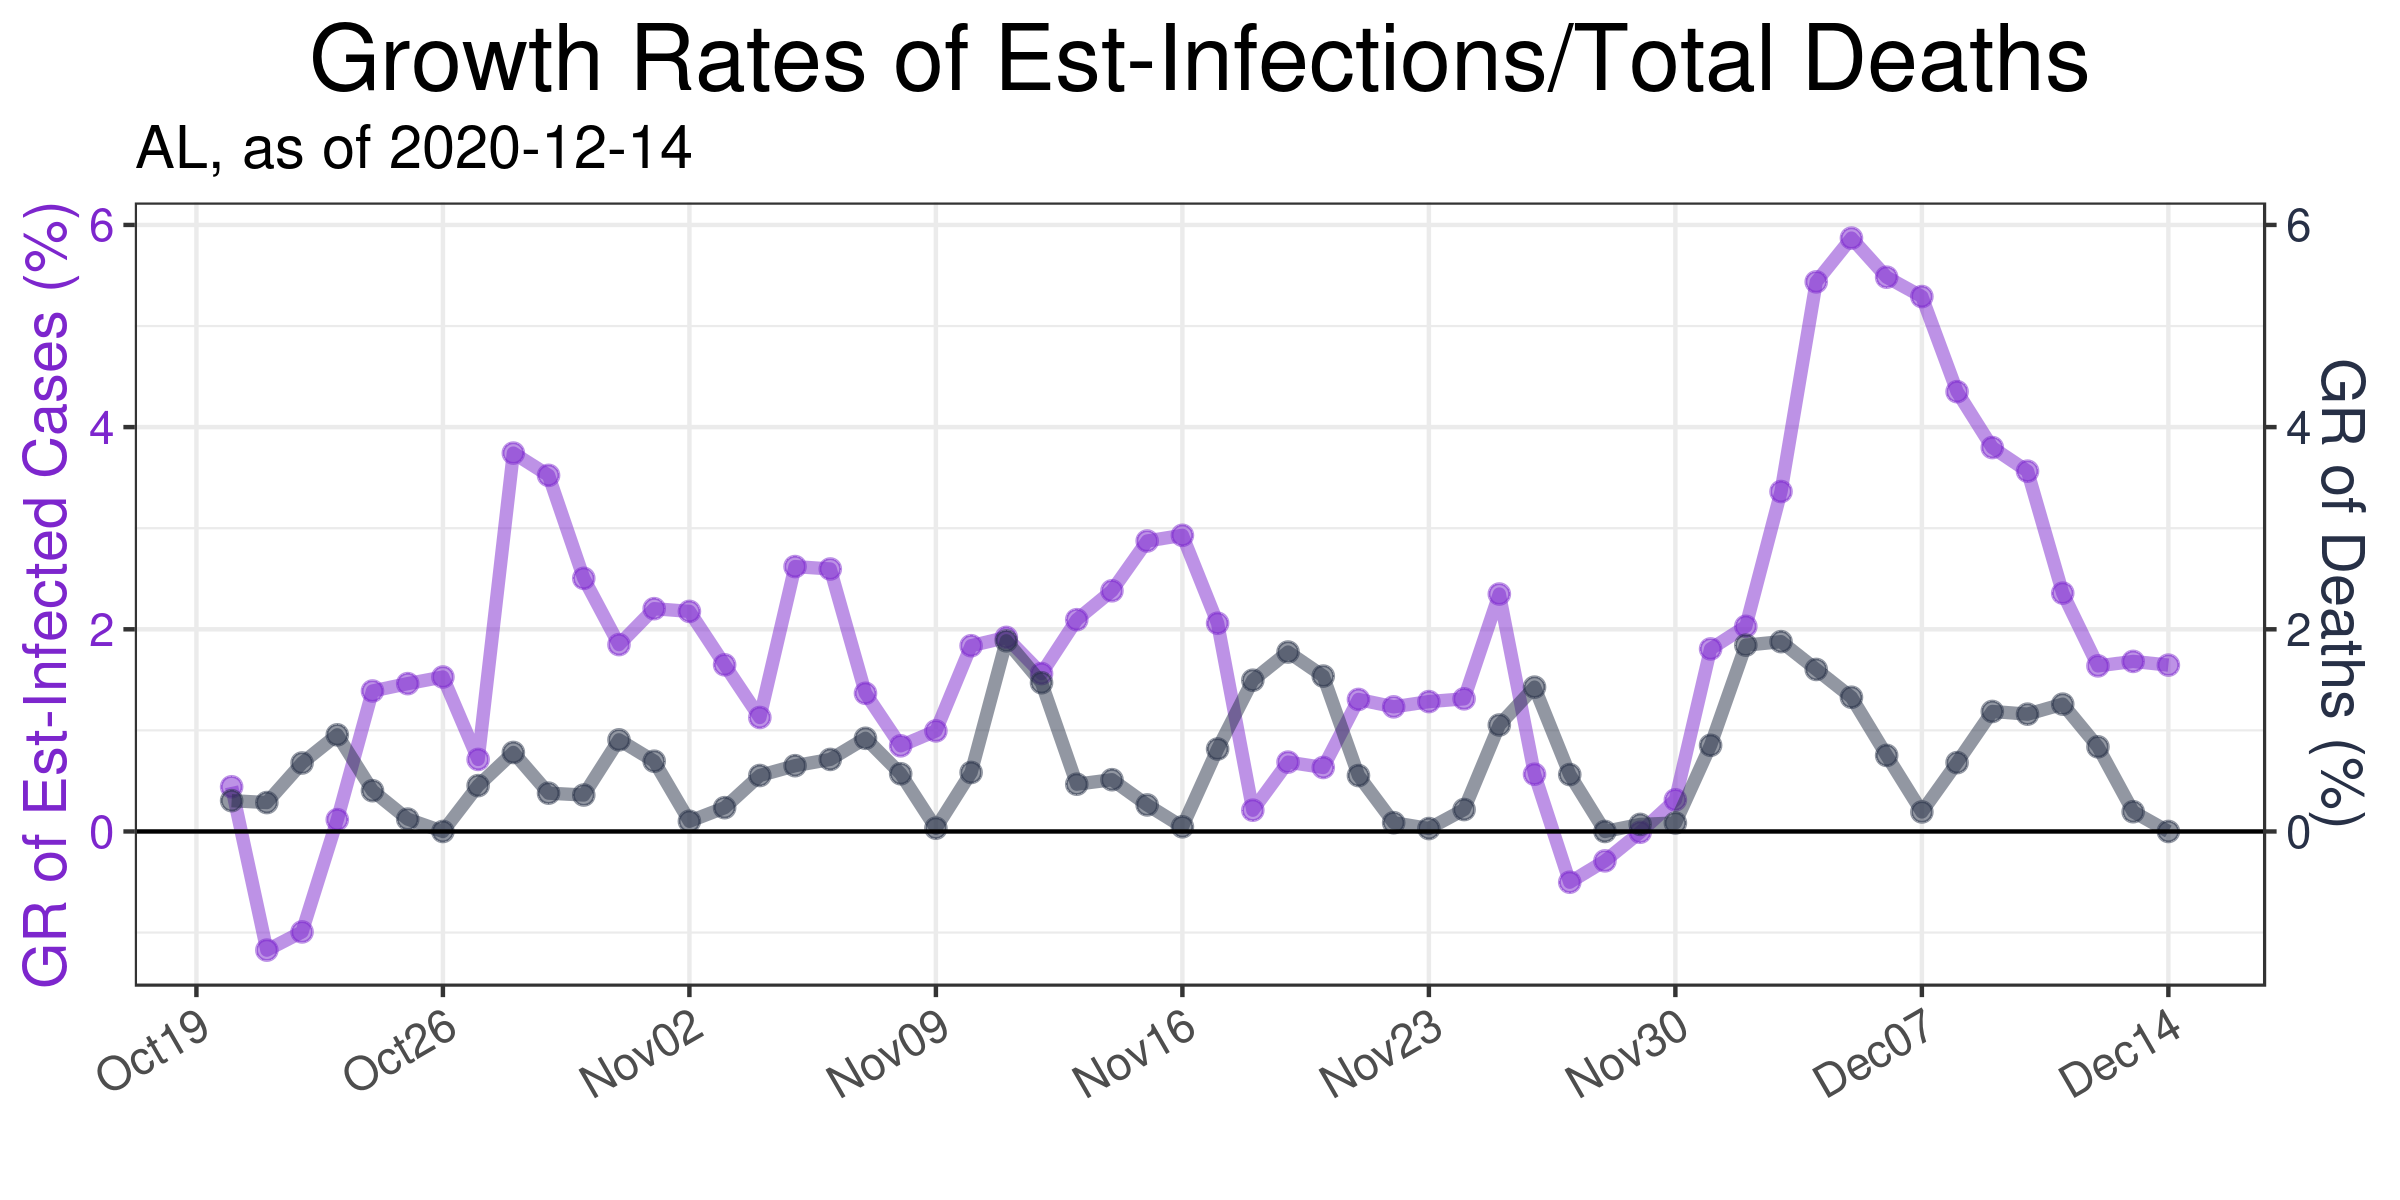 Growth Rates of Est-Infections/Total Deaths
AL, as of 2020-12-14
GR of Est-Infected Cases (%)
6
4
2
0
6
4
2
0
GR of Deaths (%)
Oct19
Oct26
Nov02
Nov09
Nov16
Nov23
Nov30
Dec07
Dec14